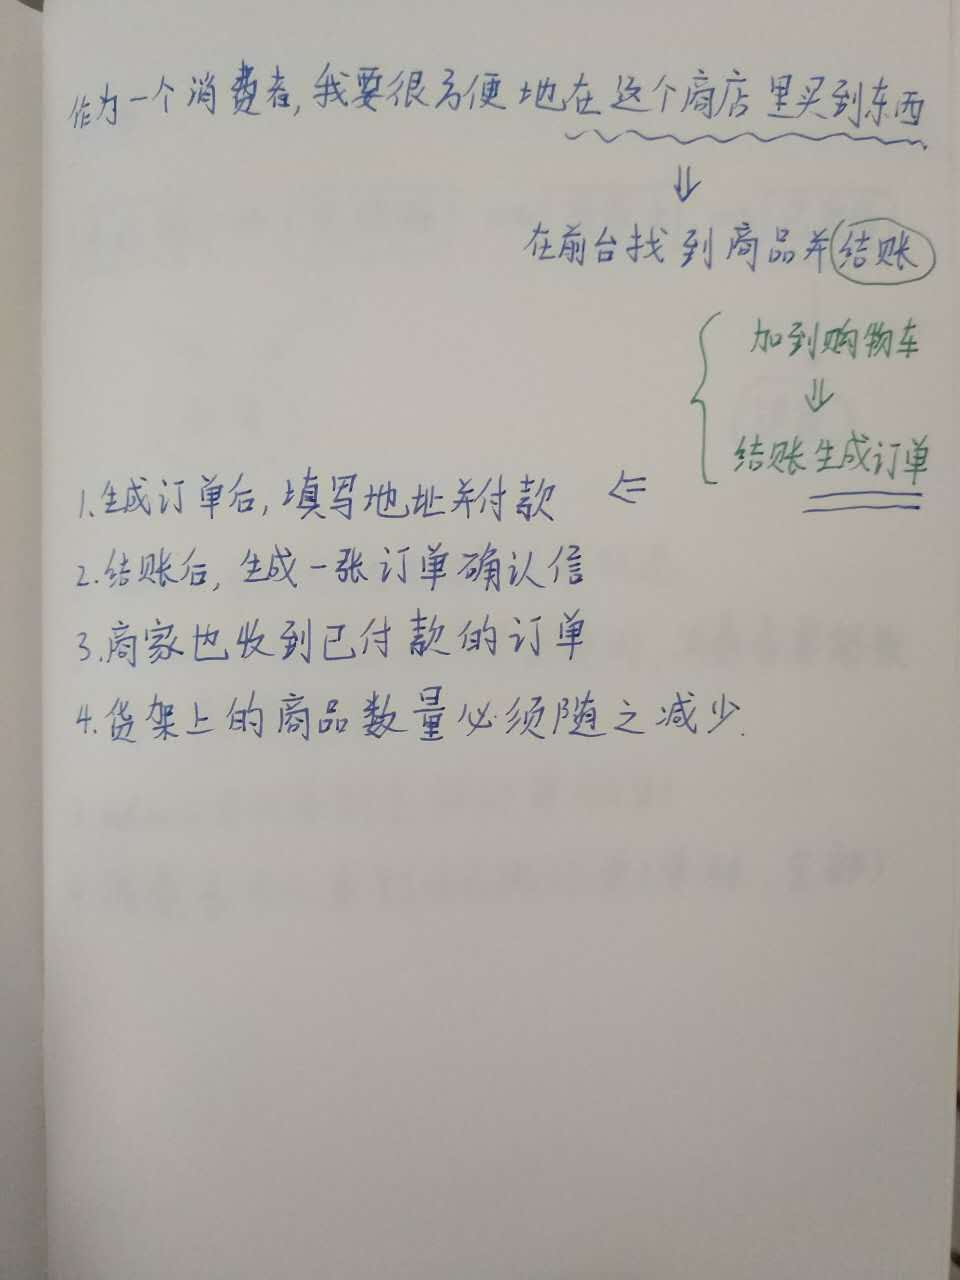 作为一个消费者,我要很方便地在这个商店里买到东西
⇓
在前台找到商品并结账
加到购物车
⇓
结账生成订单
⇐
1.生成订单后,填写地址并付款
2.结账后,生成一张订单确认信
3.商家也收到已付款的订单
4.货架上的商品数量必须随之减少.